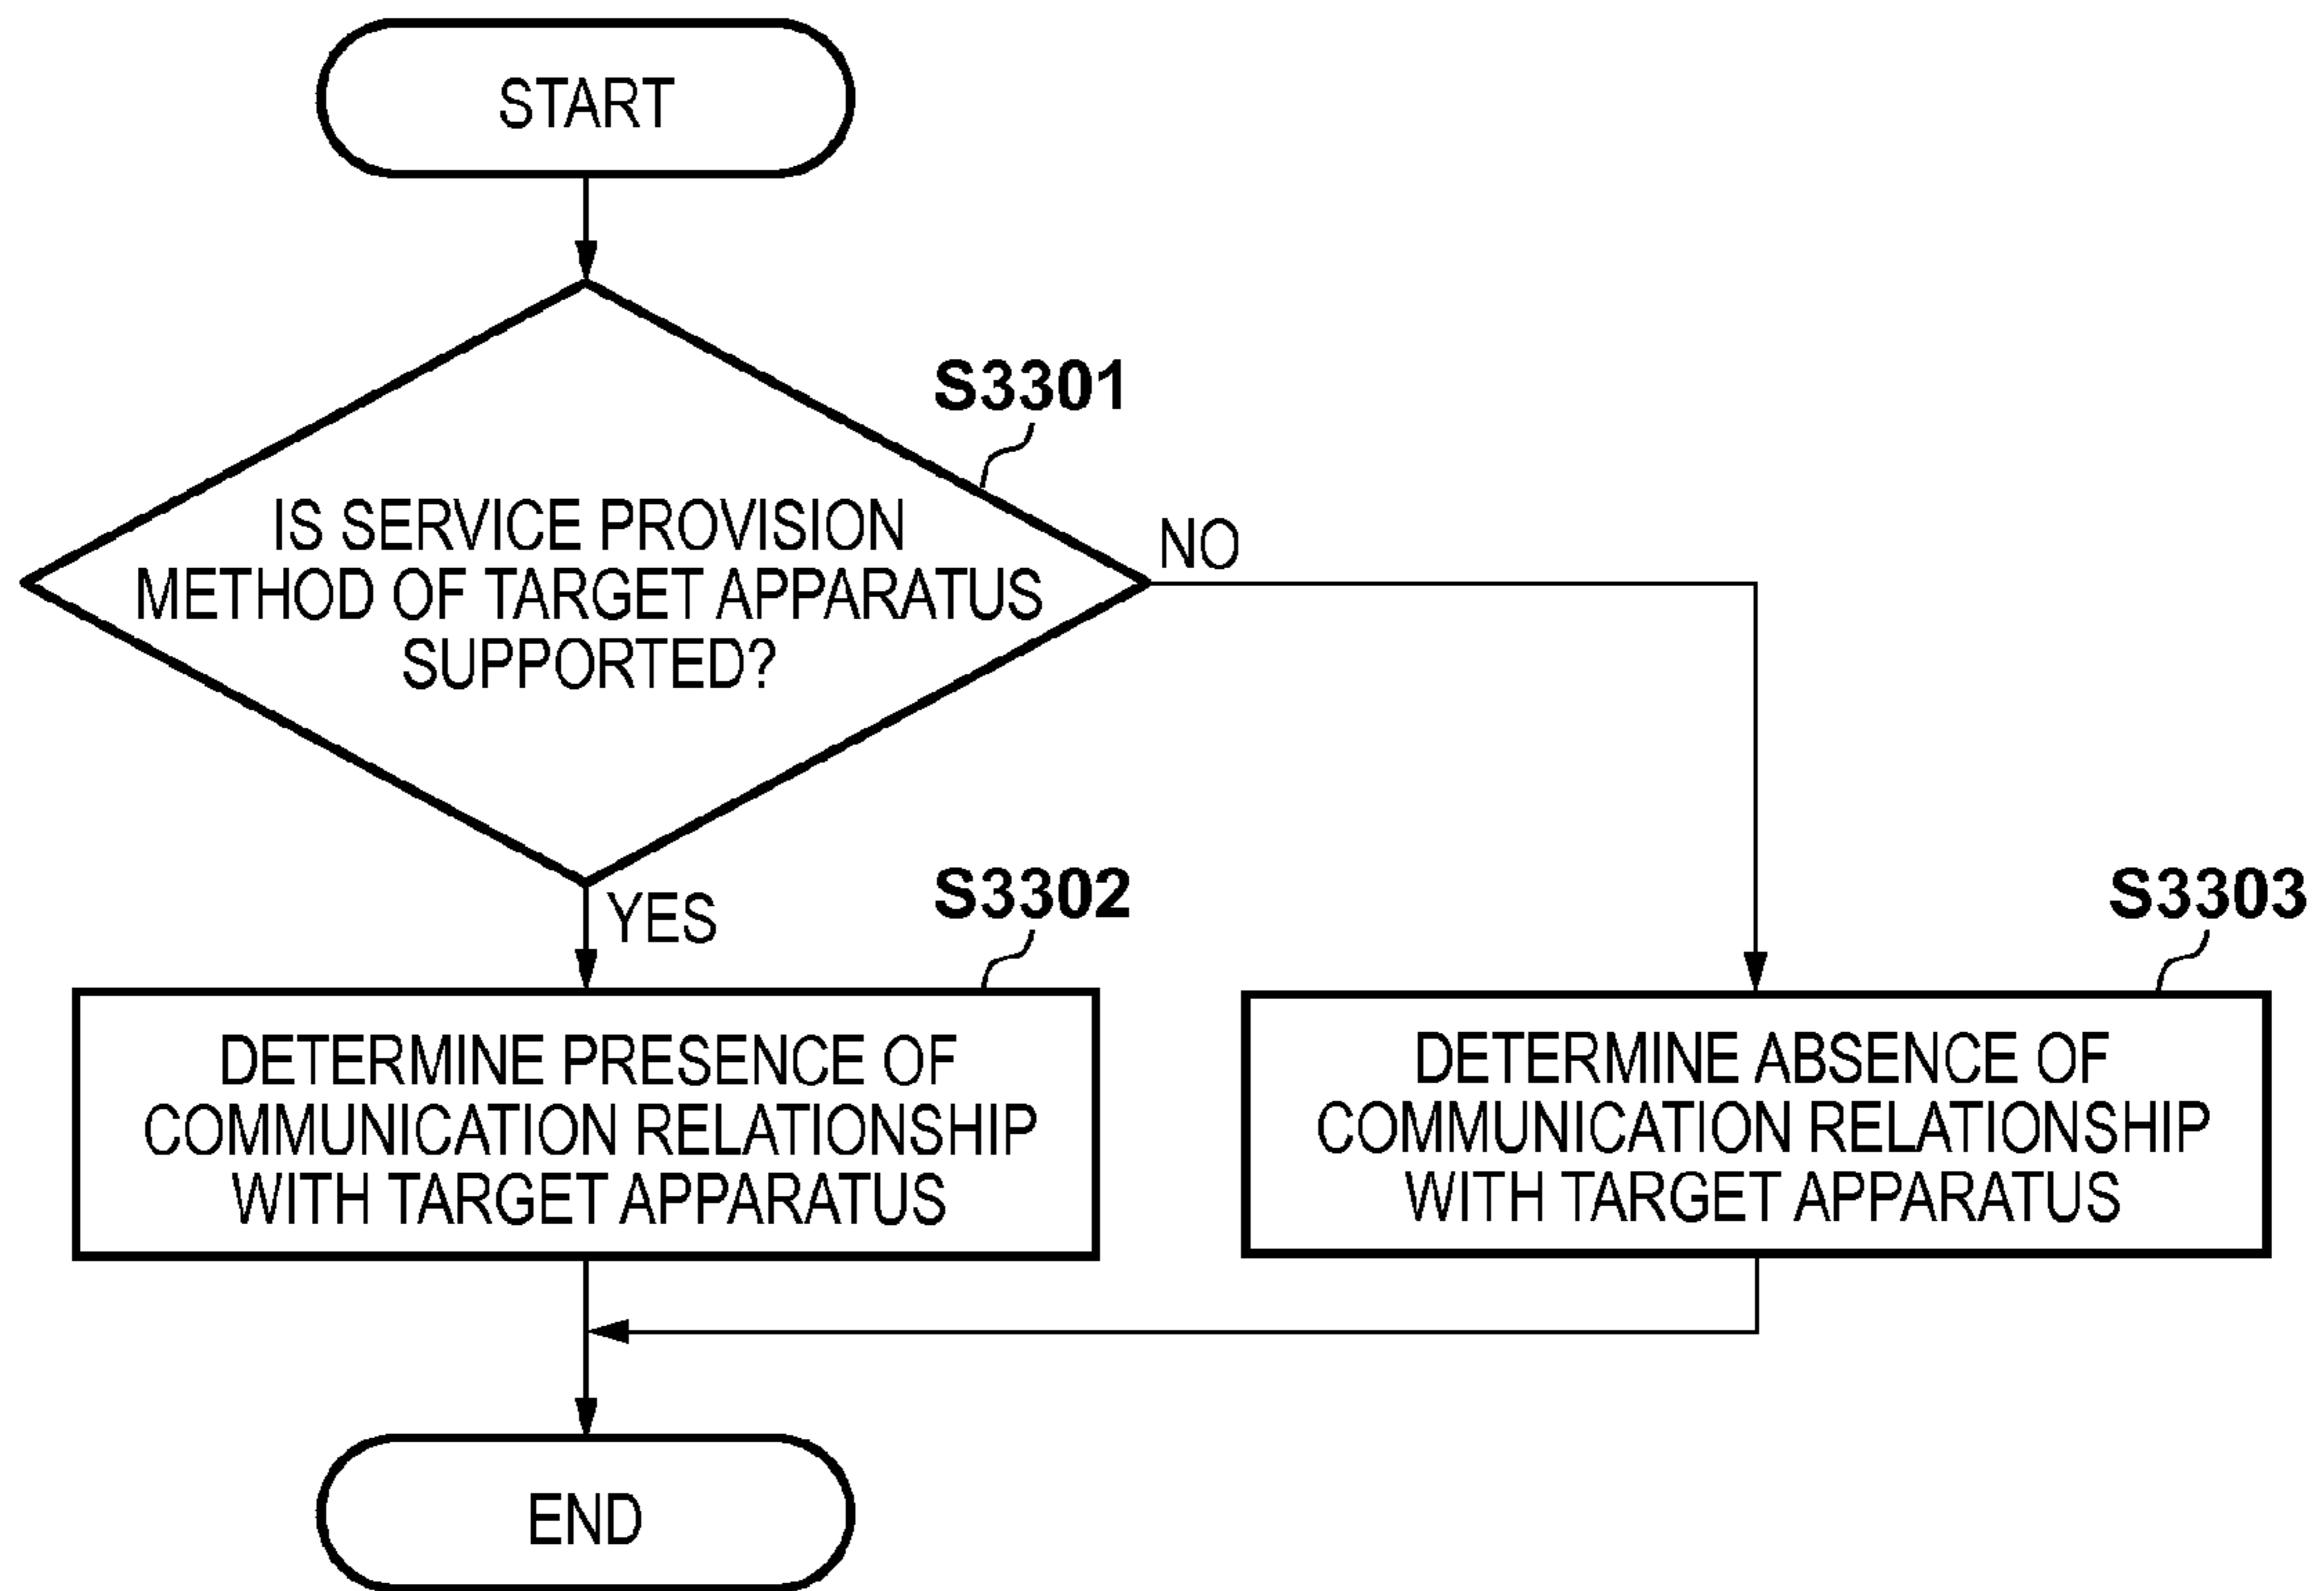 START
S3301
IS SERVICE PROVISION
METHOD OF TARGET APPARATUS
SUPPORTED?
NO
YES
S3302
DETERMINE PRESENCE OF
COMMUNICATION RELATIONSHIP
WITH TARGET APPARATUS
S3303
DETERMINE ABSENCE OF
COMMUNICATION RELATIONSHIP
WITH TARGET APPARATUS
END